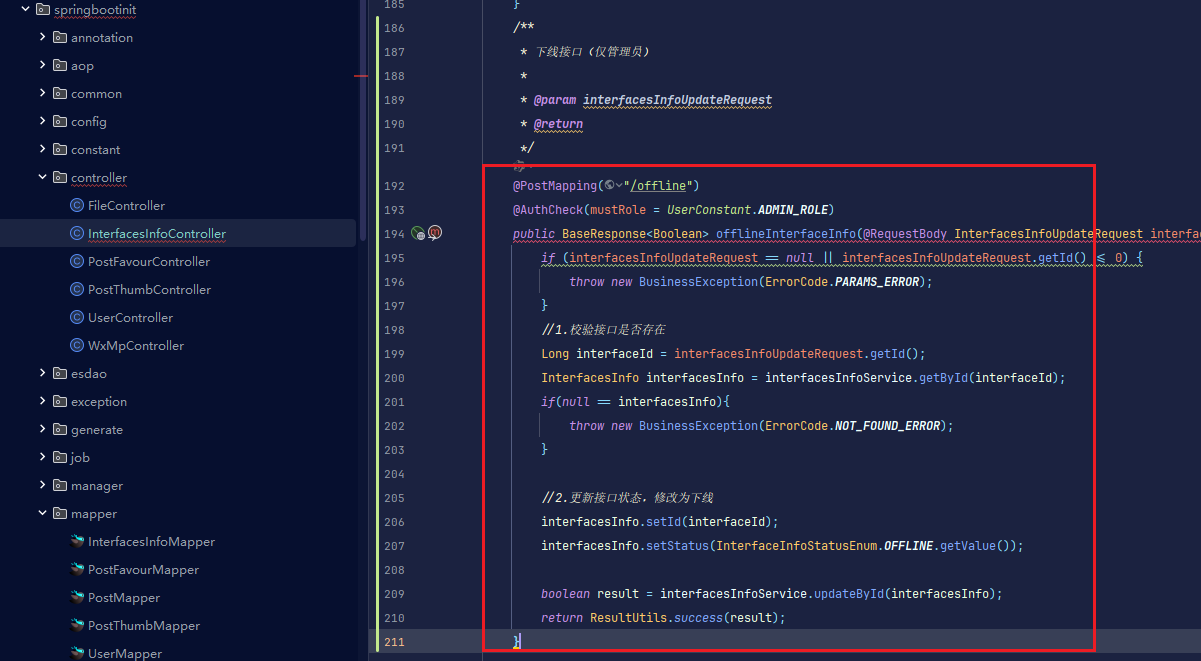 springbootinit
annotation
aop
common
config
constant
controller
FileController
InterfacesInfoController
PostFavourController
PostThumbController
UserController
WxMpController
esdao
exception
generate
job
manager
mapper
InterfacesInfoMapper
PostFavourMapper
PostMapper
PostThumbMapper
UserMapper
185 }
186 /**
187 * 下线接口（仅管理员）
188 *
189 * @param interfacesInfoUpdateRequest
190 * @return
191 */
192 @PostMapping("/offline")
193 @AuthCheck(mustRole = UserConstant.ADMIN_ROLE)
194 public BaseResponse<Boolean> offlineInterfaceInfo(@RequestBody InterfacesInfoUpdateRequest interfac
195 if (interfacesInfoUpdateRequest == null || interfacesInfoUpdateRequest.getId() <= 0) {
196 throw new BusinessException(ErrorCode.PARAMS_ERROR);
197 }
198 //1.校验接口是否存在
199 Long interfaceId = interfacesInfoUpdateRequest.getId();
200 InterfacesInfo interfacesInfo = interfacesInfoService.getById(interfaceId);
201 if(null == interfacesInfo){
202 throw new BusinessException(ErrorCode.NOT_FOUND_ERROR);
203 }
204
205 //2.更新接口状态，修改为下线
206 interfacesInfo.setId(interfaceId);
207 interfacesInfo.setStatus(InterfaceInfoStatusEnum.OFFLINE.getValue());
208
209 boolean result = interfacesInfoService.updateById(interfacesInfo);
210 return ResultUtils.success(result);
211 }